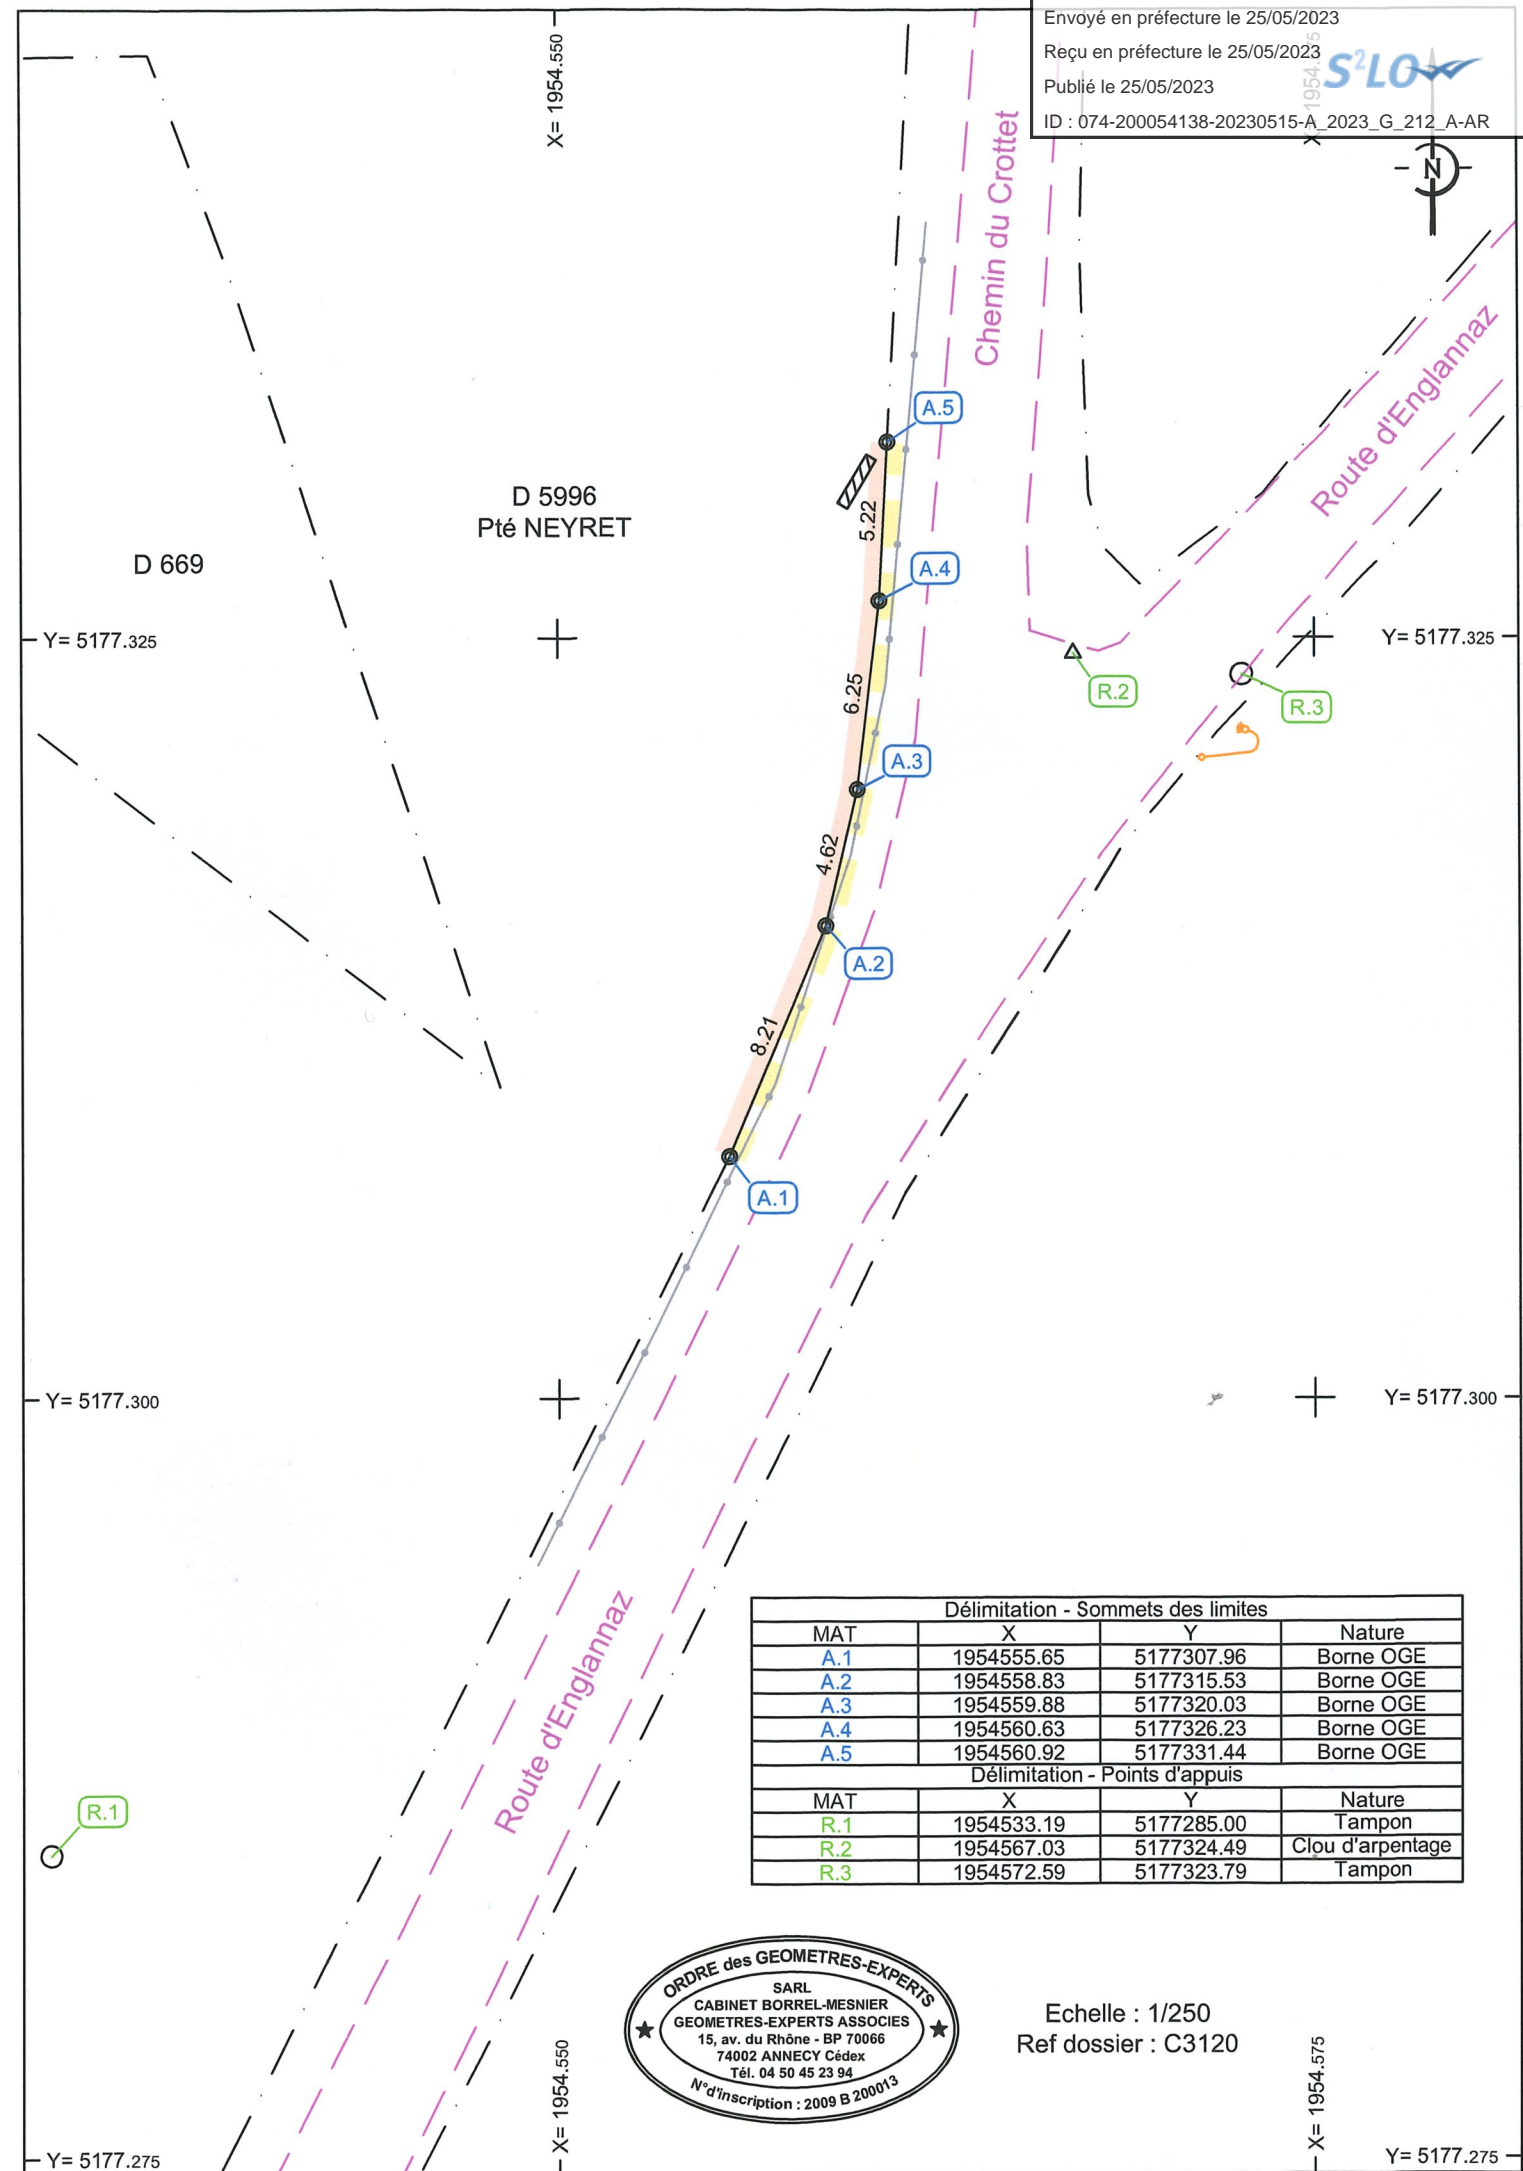 Envoyé en préfecture le 25/05/2023
Reçu en préfecture le 25/05/2023
Publié le 25/05/2023
ID : 074-200054138-20230515-A_2023_G_212_A-AR
S²LO
X= 1954.550
X= 1954.575
N
Chemin du Crottet
Route d'Englannaz
A.5
D 5996
Pté NEYRET
5.22
D 669
A.4
Y= 5177.325
Y= 5177.325
R.2
R.3
6.25
A.3
4.62
A.2
8.21
A.1
Y= 5177.300
Y= 5177.300
Route d'Englannaz
Délimitation - Sommets des limites
MAT X Y Nature
A.1 1954555.65 5177307.96 Borne OGE
A.2 1954558.83 5177315.53 Borne OGE
A.3 1954559.88 5177320.03 Borne OGE
A.4 1954560.63 5177326.23 Borne OGE
A.5 1954560.92 5177331.44 Borne OGE
Délimitation - Points d'appuis
MAT X Y Nature
R.1 1954533.19 5177285.00 Tampon
R.2 1954567.03 5177324.49 Clou d'arpentage
R.3 1954572.59 5177323.79 Tampon
R.1
ORDRE des GEOMETRES-EXPERTS
SARL
CABINET BORREL-MESNIER
GEOMETRES-EXPERTS ASSOCIES
15, av. du Rhône - BP 70066
74002 ANNECY Cédex
Tél. 04 50 45 23 94
N°d'inscription : 2009 B 200013
Echelle : 1/250
Ref dossier : C3120
X= 1954.550
X= 1954.575
Y= 5177.275
Y= 5177.275